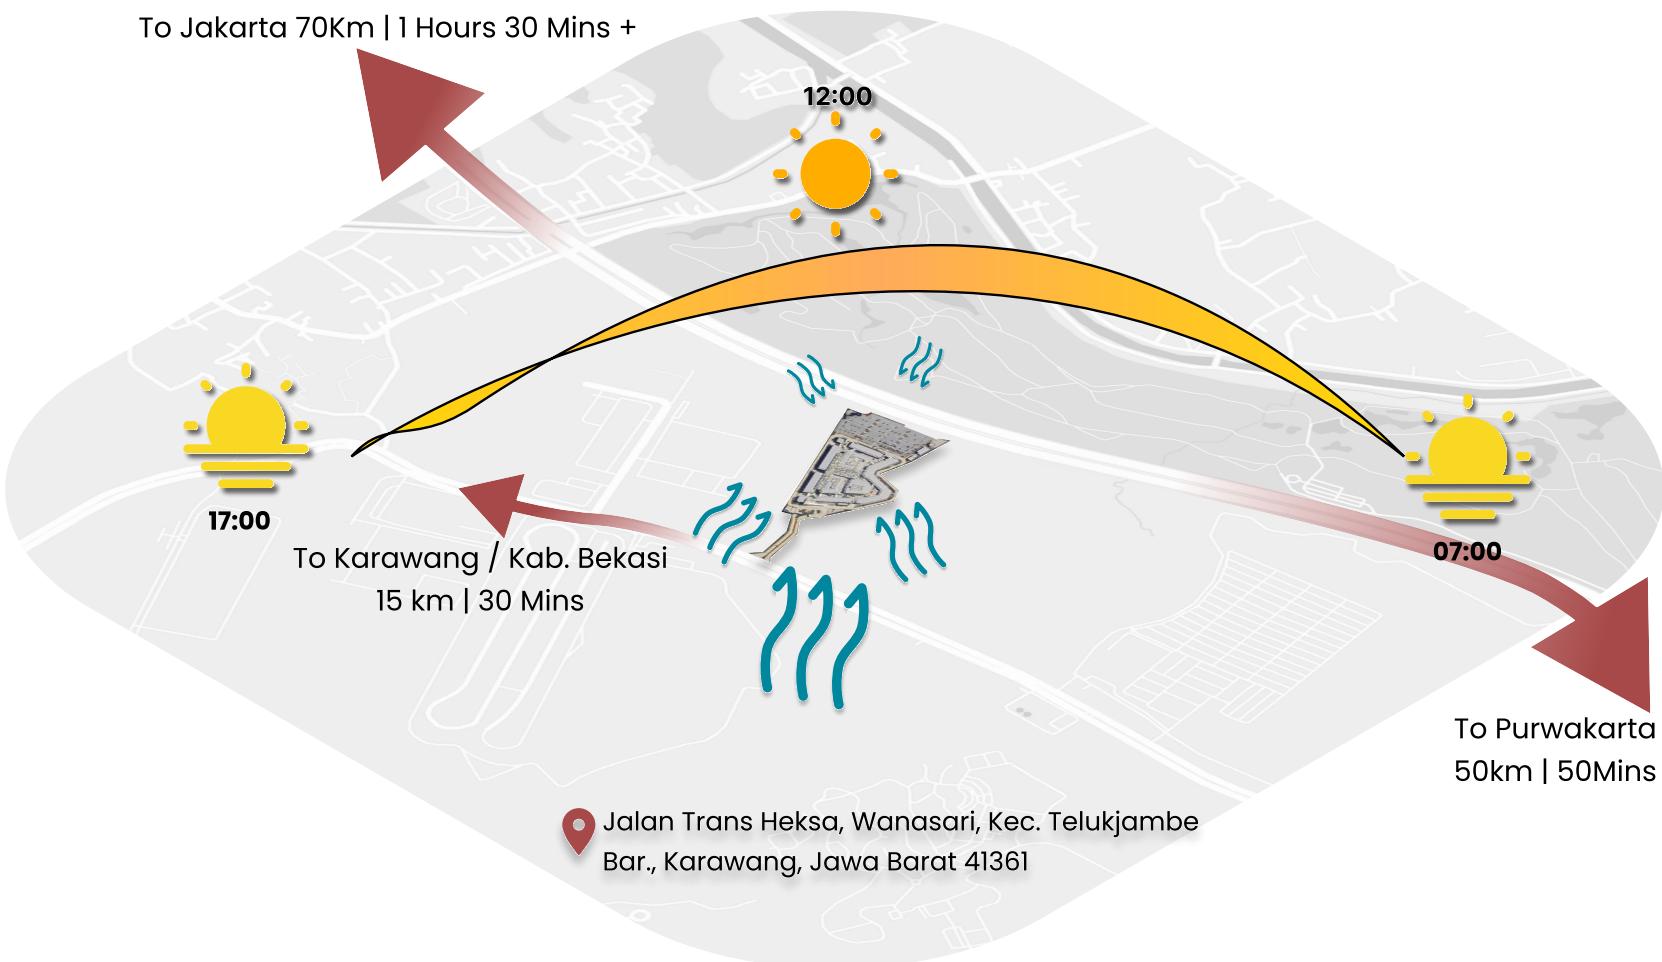 To Jakarta 70Km | 1 Hours 30 Mins +
12:00
17:00
07:00
To Karawang / Kab. Bekasi
15 km | 30 Mins
To Purwakarta
50km | 50Mins
Jalan Trans Heksa, Wanasari, Kec. Telukjambe
Bar., Karawang, Jawa Barat 41361